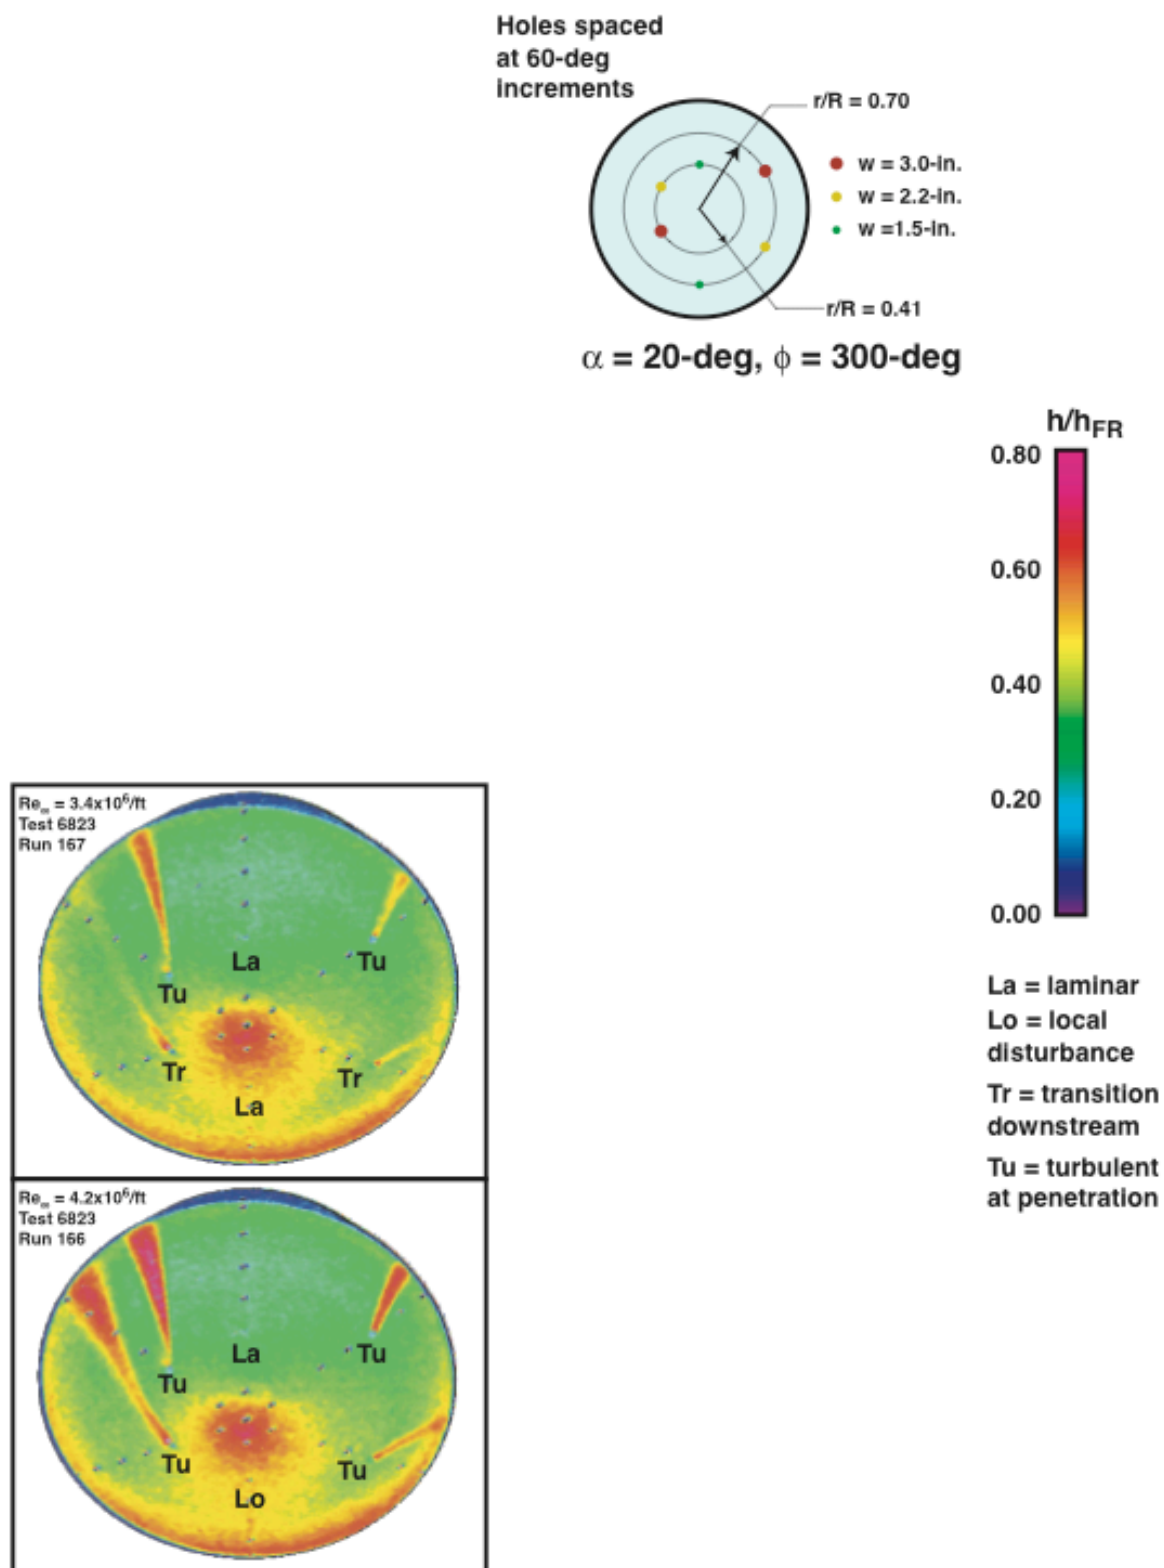 Holes spaced
at 60-deg
increments
r/R = 0.70
w = 3.0-in.
w = 2.2-in.
w =1.5-in.
r/R = 0.41
α = 20-deg, ϕ = 300-deg
h/hFR
0.80
0.60
0.40
0.20
0.00
La = laminar
Lo = local
disturbance
Tr = transition
downstream
Tu = turbulent
at penetration
Re∞ = 3.4x10⁶/ft
Test 6823
Run 167
La
Tu
Tu
Tr
Tr
La
Re∞ = 4.2x10⁶/ft
Test 6823
Run 166
La
Tu
Tu
Tu
Tu
Lo